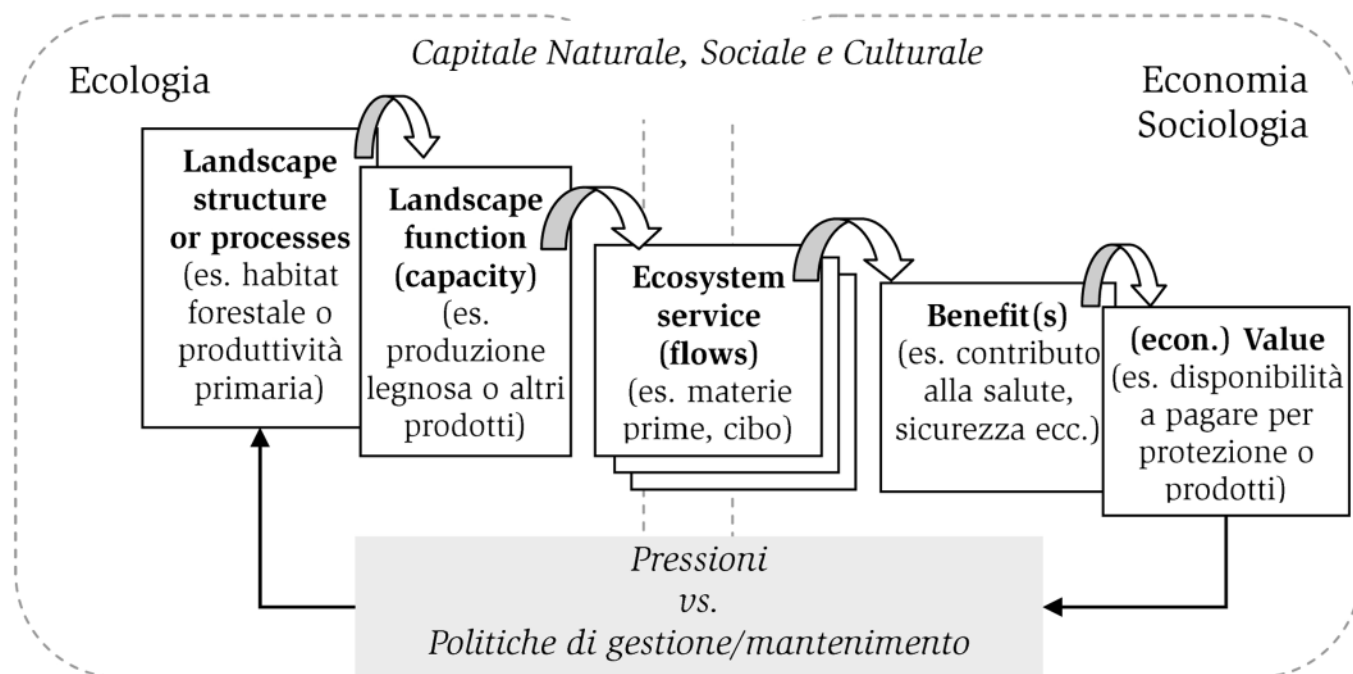 Capitale Naturale, Sociale e Culturale
Ecologia
Economia
Sociologia
Landscape
structure
or processes
(es. habitat
forestale o
produttività
primaria)
Landscape
function
(capacity)
(es.
produzione
legnosa o altri
prodotti)
Ecosystem
service
(flows)
(es. materie
prime, cibo)
Benefit(s)
(es. contributo
alla salute,
sicurezza ecc.)
(econ.) Value
(es. disponibilità
a pagare per
protezione o
prodotti)
Pressioni
vs.
Politiche di gestione/mantenimento